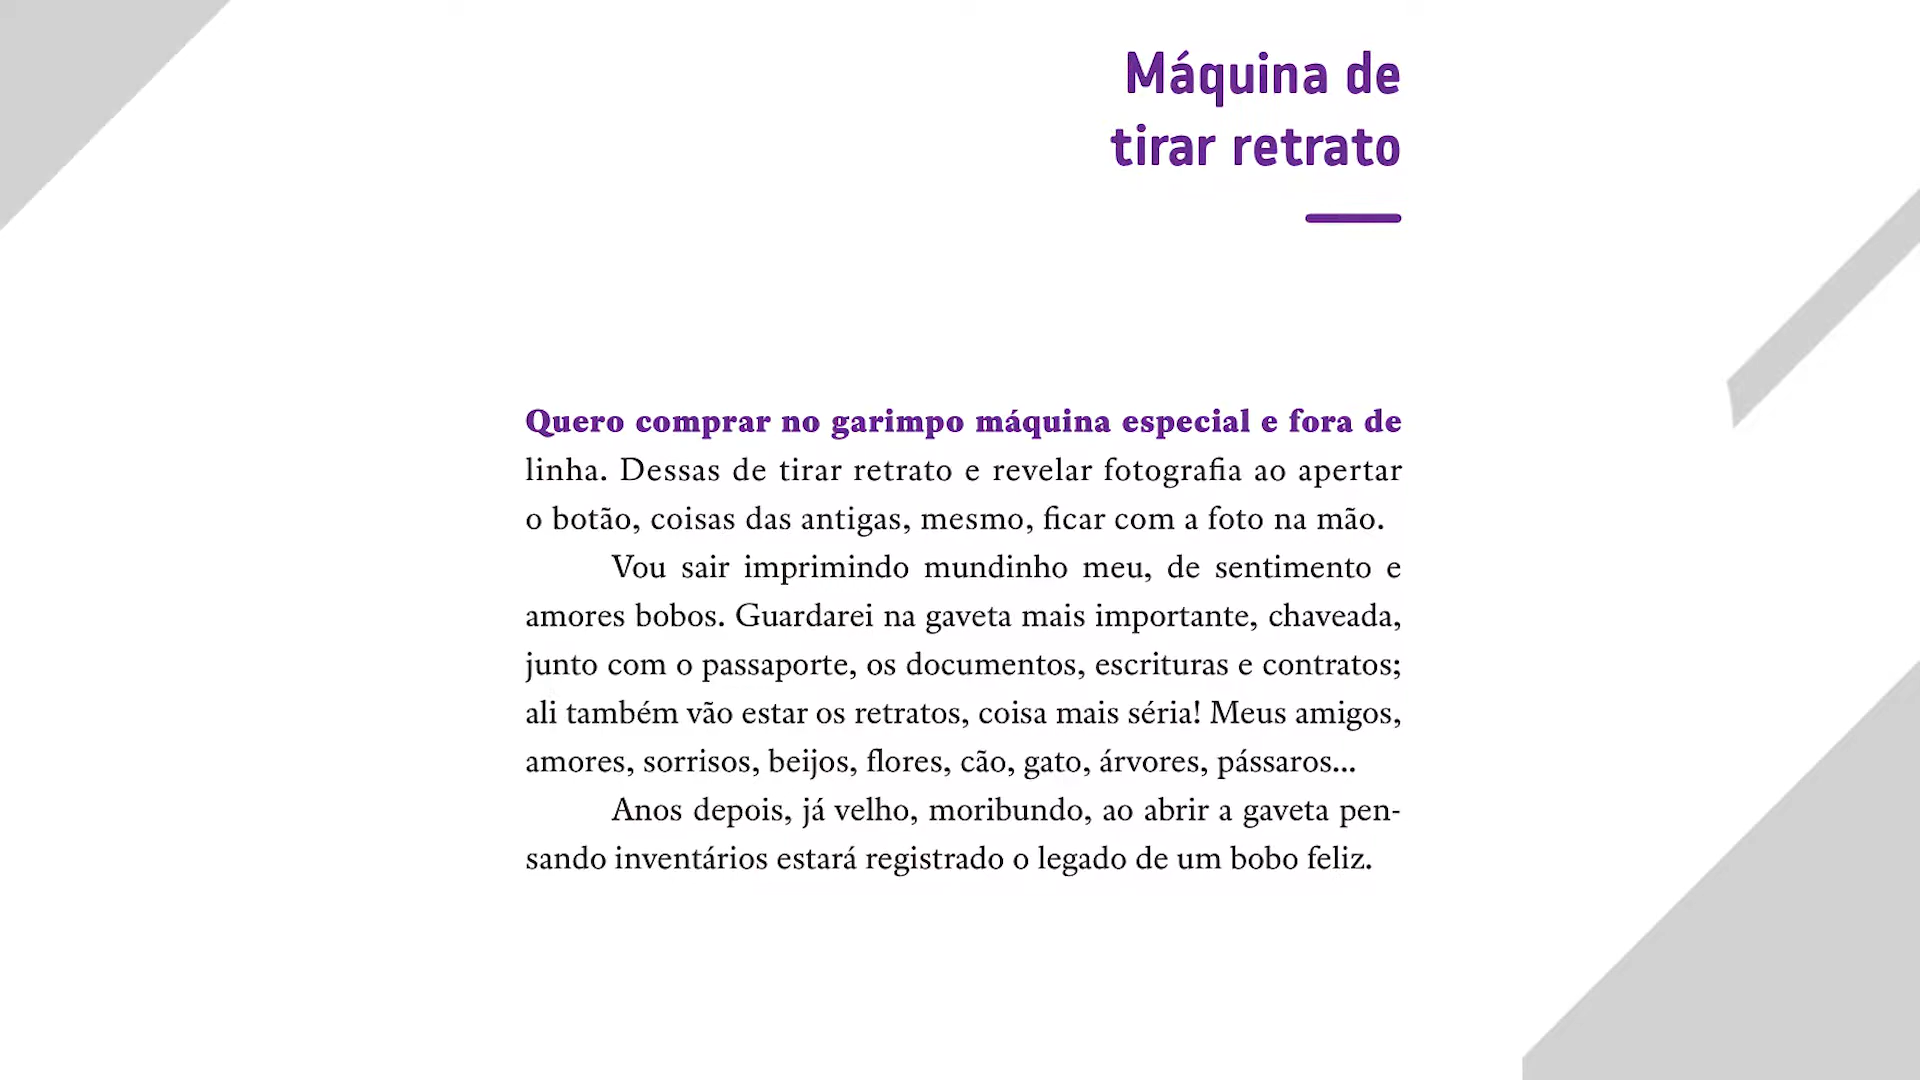 Máquina de
tirar retrato
Quero comprar no garimpo máquina especial e fora de
linha. Dessas de tirar retrato e revelar fotografia ao apertar
o botão, coisas das antigas, mesmo, ficar com a foto na mão.
Vou sair imprimindo mundinho meu, de sentimento e
amores bobos. Guardarei na gaveta mais importante, chaveada,
junto com o passaporte, os documentos, escrituras e contratos;
ali também vão estar os retratos, coisa mais séria! Meus amigos,
amores, sorrisos, beijos, flores, cão, gato, árvores, pássaros...
Anos depois, já velho, moribundo, ao abrir a gaveta pen-
sando inventários estará registrado o legado de um bobo feliz.